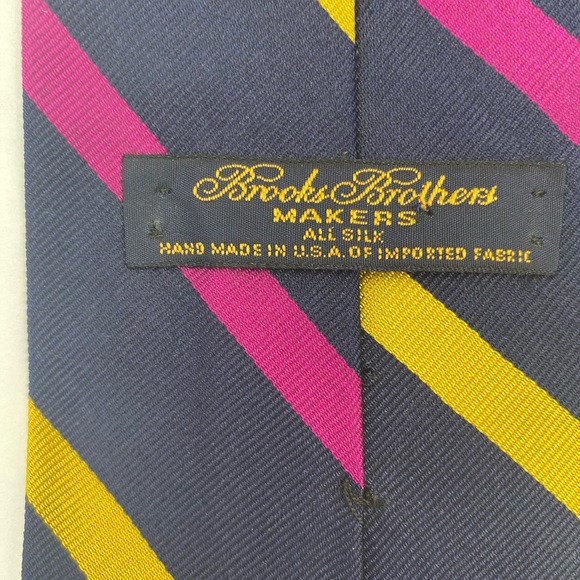 Brooks Brothers
MAKERS
ALL SILK
HAND MADE IN U.S.A. OF IMPORTED FABRIC